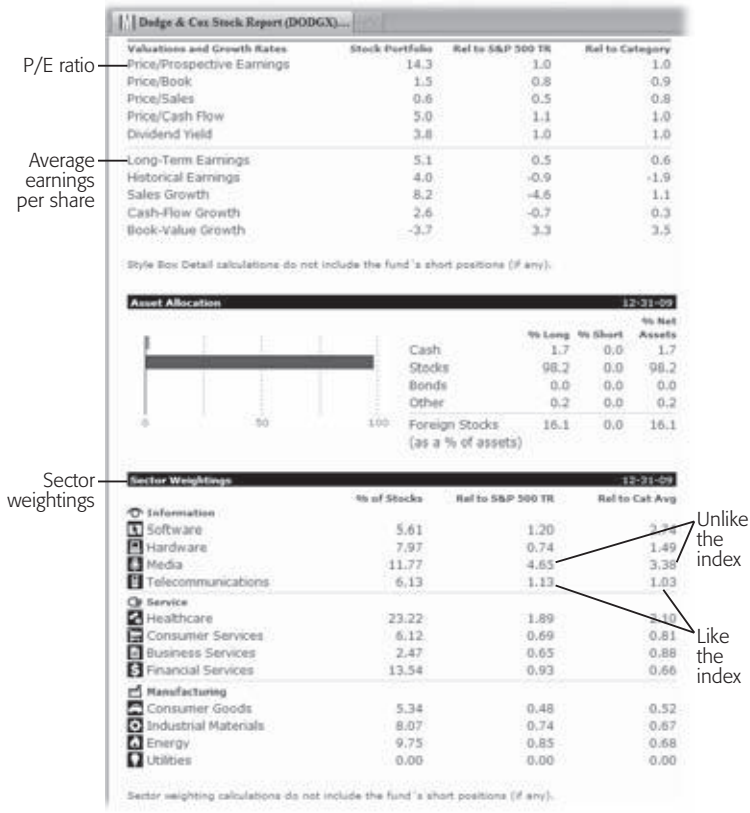 Dodge & Cox Stock Report (DODGX)...
Valuations and Growth Rates Stock Portfolio Rel to S&P 500 TR Rel to Category
P/E ratio
Price/Prospective Earnings 14.3 1.0 1.0
Price/Book 1.5 0.8 0.9
Price/Sales 0.6 0.5 0.8
Price/Cash Flow 5.0 1.1 1.0
Dividend Yield 3.8 1.0 1.0
Average
earnings
per share
Long-Term Earnings 5.1 0.5 0.6
Historical Earnings 4.0 -0.9 -1.9
Sales Growth 8.2 -4.6 1.1
Cash-Flow Growth 2.6 -0.7 0.3
Book-Value Growth -3.7 3.3 3.5
Style Box Detail calculations do not include the fund's short positions (if any).
Asset Allocation 12-31-09
% Long % Short % Net Assets
Cash 1.7 0.0 1.7
Stocks 98.2 0.0 98.2
Bonds 0.0 0.0 0.0
Other 0.2 0.0 0.2
0 50 100
Foreign Stocks 16.1 0.0 16.1
(as a % of assets)
Sector
weightings
Sector Weightings 12-31-09
% of Stocks Rel to S&P 500 TR Rel to Cat Avg
Information
Software 5.61 1.20
Hardware 7.97 0.74 1.49
Media 11.77 4.65 3.38
Telecommunications 6.13 1.13 1.03
Unlike
the
index
Service
Healthcare 23.22 1.89
Consumer Services 6.12 0.69 0.81
Business Services 2.47 0.65 0.88
Financial Services 13.54 0.93 0.66
Like
the
index
Manufacturing
Consumer Goods 5.34 0.48 0.52
Industrial Materials 8.07 0.74 0.67
Energy 9.75 0.85 0.68
Utilities 0.00 0.00 0.00
Sector weighting calculations do not include the fund's short positions (if any).